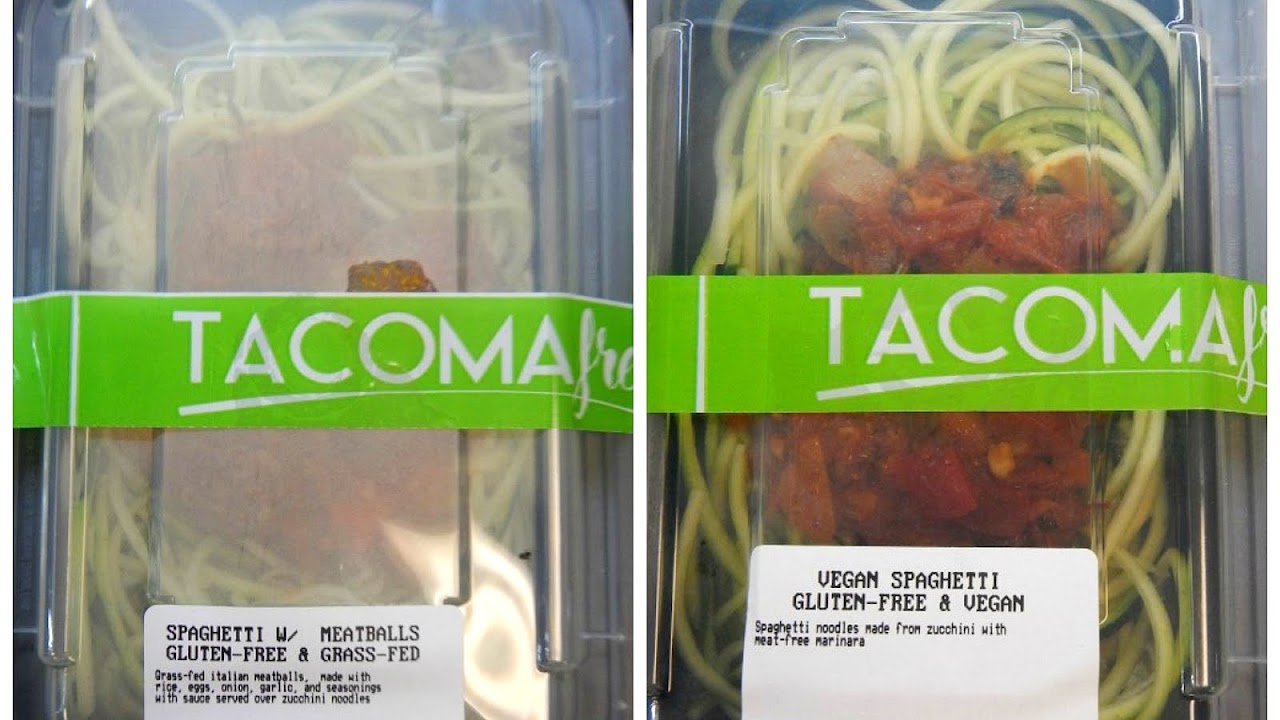 TACOMAfre
SPAGHETTI W/ MEATBALLS
GLUTEN-FREE & GRASS-FED
Grass-fed italian meatballs, made with
rice, eggs, onion, garlic, and seasonings
with sauce served over zucchini noodles
TACOMAf
VEGAN SPAGHETTI
GLUTEN-FREE & VEGAN
Spaghetti noodles made from zucchini with
meat-free marinara